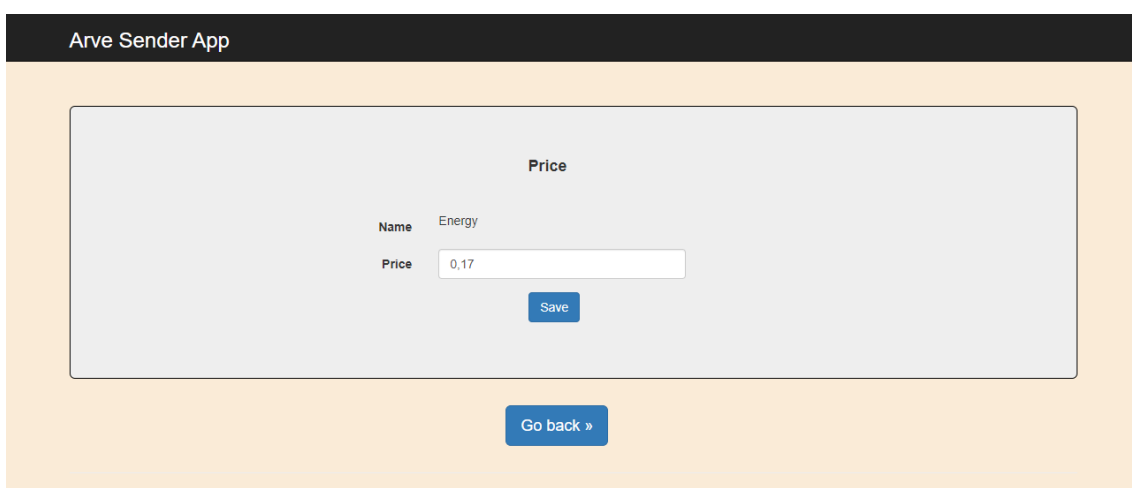 Arve Sender App
Price
Name Energy
Price 0,17
Save
Go back »